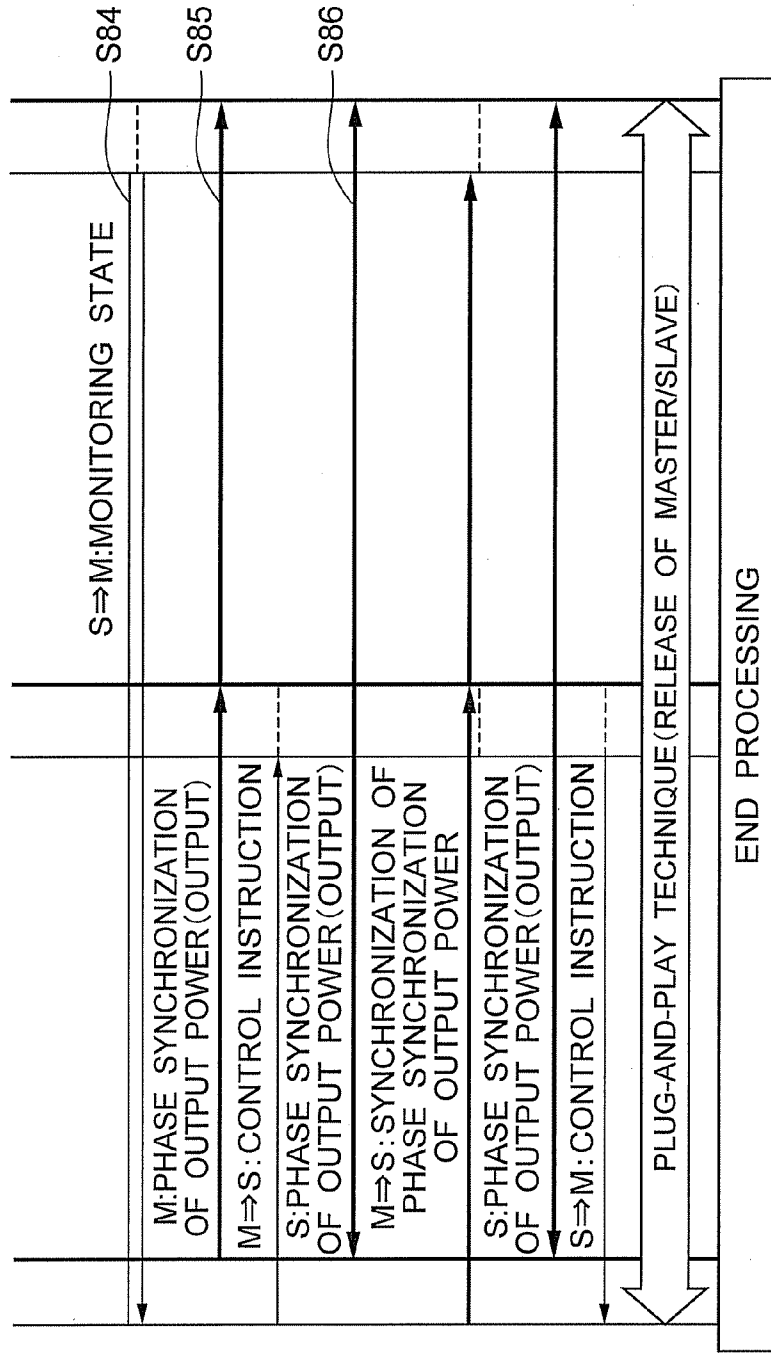 S84
S⇒M:MONITORING STATE
M:PHASE SYNCHRONIZATION
OF OUTPUT POWER(OUTPUT)
S85
M⇒S:CONTROL INSTRUCTION
S:PHASE SYNCHRONIZATION
OF OUTPUT POWER(OUTPUT)
S86
M⇒S:SYNCHRONIZATION OF
PHASE SYNCHRONIZATION
OF OUTPUT POWER
S:PHASE SYNCHRONIZATION
OF OUTPUT POWER(OUTPUT)
S⇒M:CONTROL INSTRUCTION
PLUG-AND-PLAY TECHNIQUE(RELEASE OF MASTER/SLAVE)
END PROCESSING